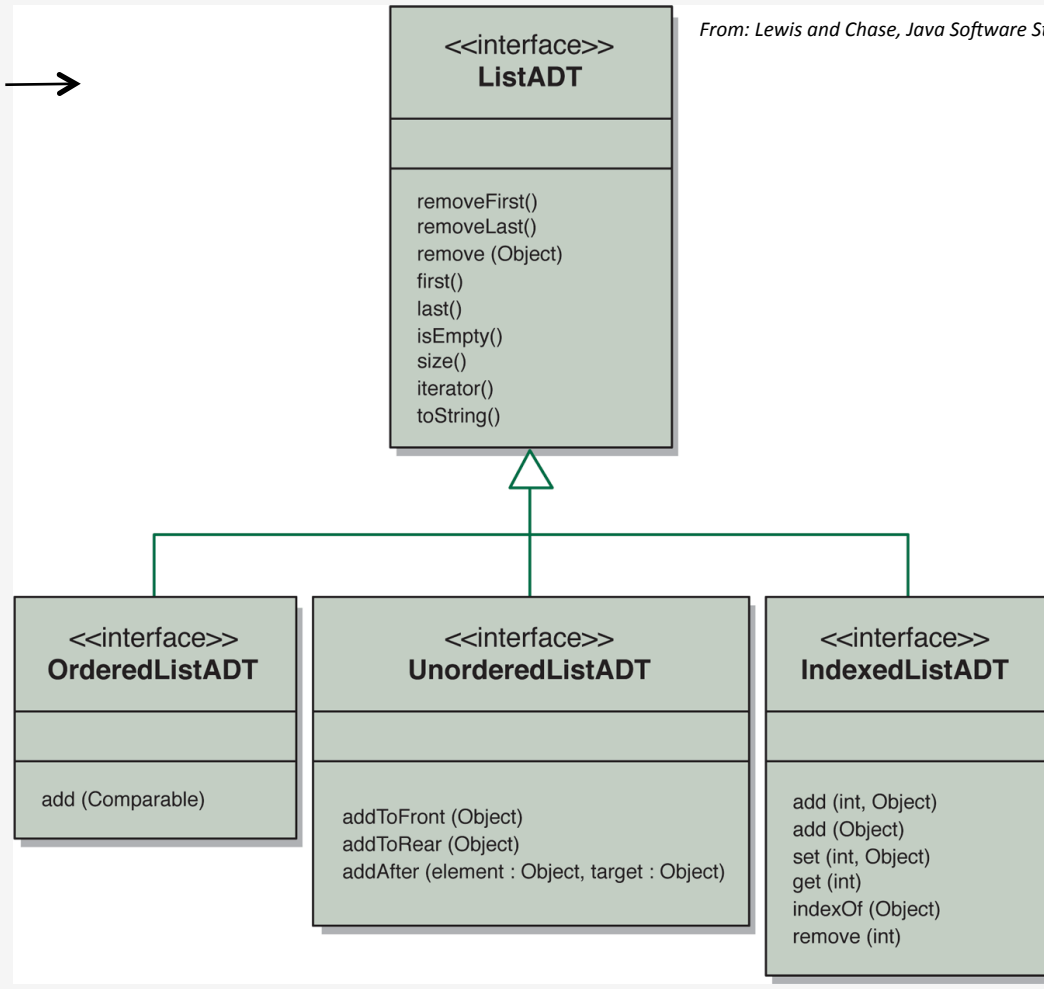 From: Lewis and Chase, Java Software
<<interface>>
ListADT
removeFirst()
removeLast()
remove (Object)
first()
last()
isEmpty()
size()
iterator()
toString()
<<interface>>
OrderedListADT
add (Comparable)
<<interface>>
UnorderedListADT
addToFront (Object)
addToRear (Object)
addAfter (element : Object, target : Object)
<<interface>>
IndexedListADT
add (int, Object)
add (Object)
set (int, Object)
get (int)
indexOf (Object)
remove (int)